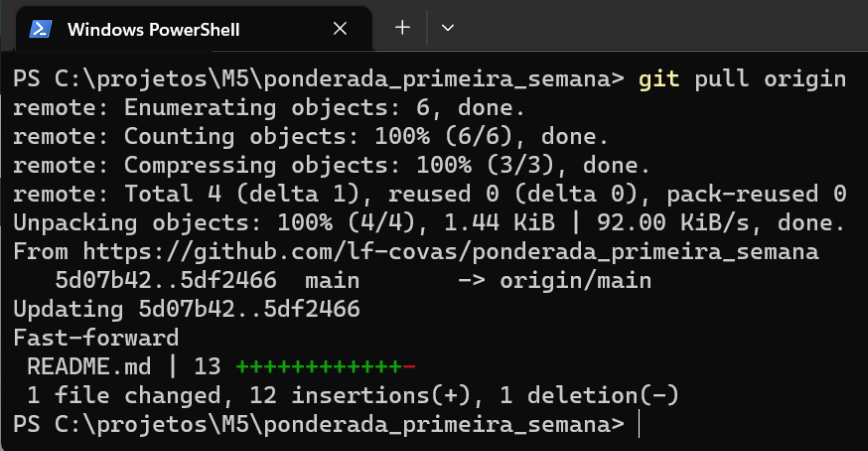 Windows PowerShell
PS C:\projetos\M5\ponderada_primeira_semana> git pull origin
remote: Enumerating objects: 6, done.
remote: Counting objects: 100% (6/6), done.
remote: Compressing objects: 100% (3/3), done.
remote: Total 4 (delta 1), reused 0 (delta 0), pack-reused 0
Unpacking objects: 100% (4/4), 1.44 KiB | 92.00 KiB/s, done.
From https://github.com/lf-covas/ponderada_primeira_semana
   5d07b42..5df2466  main       -> origin/main
Updating 5d07b42..5df2466
Fast-forward
 README.md | 13 ++++++++++++-
 1 file changed, 12 insertions(+), 1 deletion(-)
PS C:\projetos\M5\ponderada_primeira_semana>